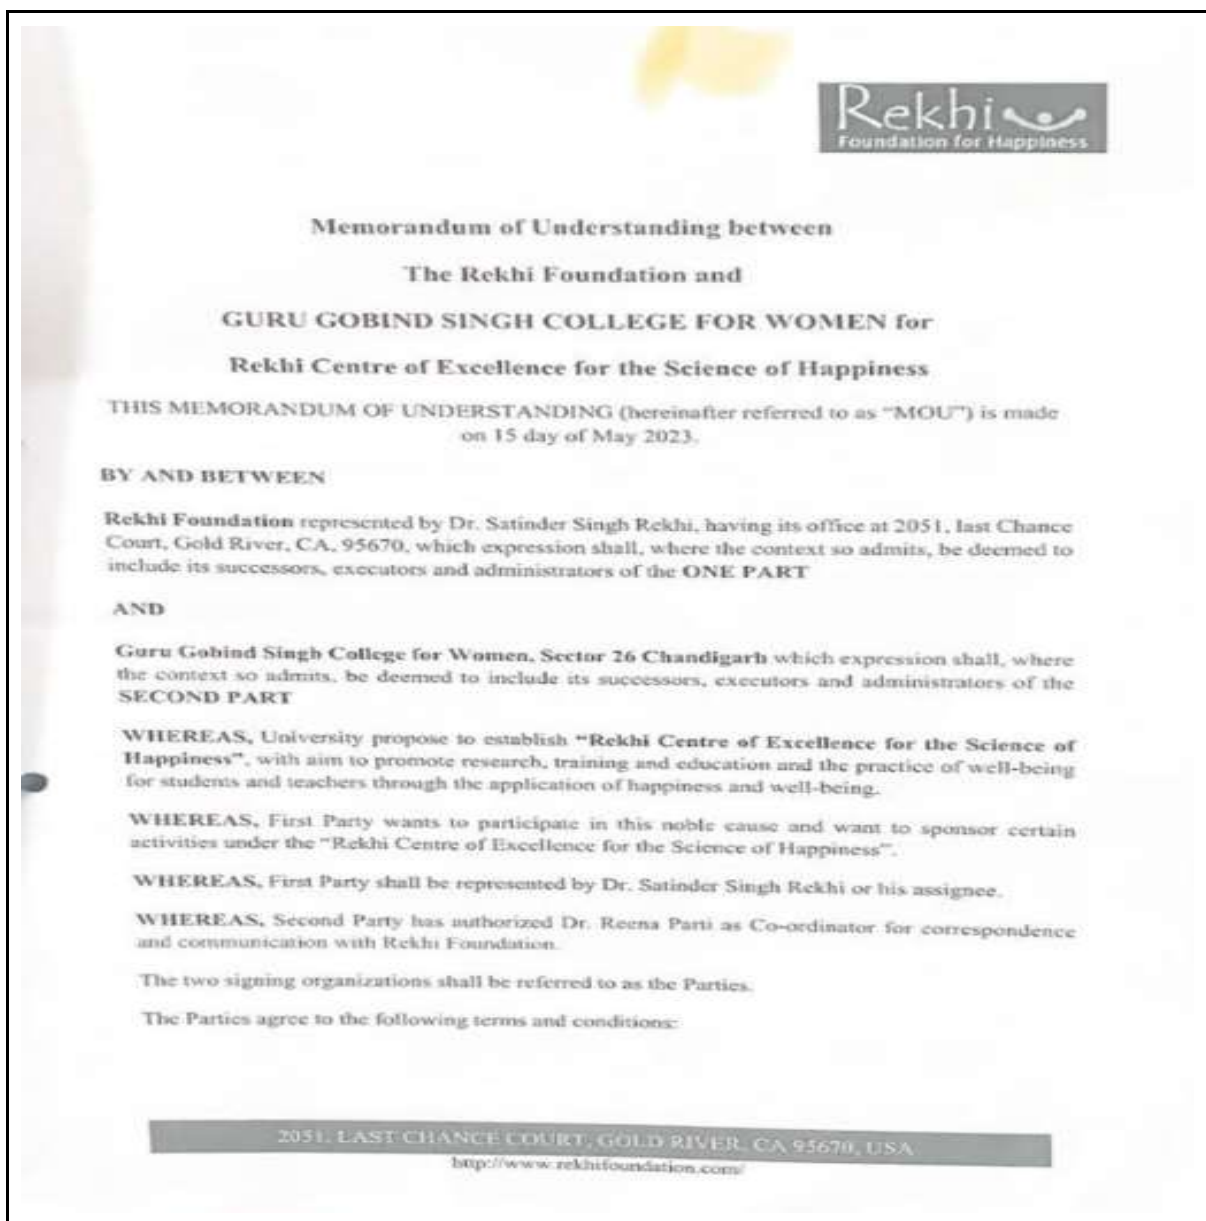 Rekhi
Foundation for Happiness
Memorandum of Understanding between
The Rekhi Foundation and
GURU GOBIND SINGH COLLEGE FOR WOMEN for
Rekhi Centre of Excellence for the Science of Happiness
THIS MEMORANDUM OF UNDERSTANDING (hereinafter referred to as “MOU”) is made
on 15 day of May 2023.
BY AND BETWEEN
Rekhi Foundation represented by Dr. Satinder Singh Rekhi, having its office at 2051, last Chance
Court, Gold River, CA, 95670, which expression shall, where the context so admits, be deemed to
include its successors, executors and administrators of the ONE PART
AND
Guru Gobind Singh College for Women, Sector 26 Chandigarh which expression shall, where
the context so admits, be deemed to include its successors, executors and administrators of the
SECOND PART
WHEREAS, University propose to establish “Rekhi Centre of Excellence for the Science of
Happiness”, with aim to promote research, training and education and the practice of well-being
for students and teachers through the application of happiness and well-being.
WHEREAS, First Party wants to participate in this noble cause and want to sponsor certain
activities under the “Rekhi Centre of Excellence for the Science of Happiness”.
WHEREAS, First Party shall be represented by Dr. Satinder Singh Rekhi or his assignee.
WHEREAS, Second Party has authorized Dr. Reena Parti as Co-ordinator for correspondence
and communication with Rekhi Foundation.
The two signing organizations shall be referred to as the Parties.
The Parties agree to the following terms and conditions:
2051, LAST CHANCE COURT, GOLD RIVER, CA 95670, USA
http://www.rekhifoundation.com/